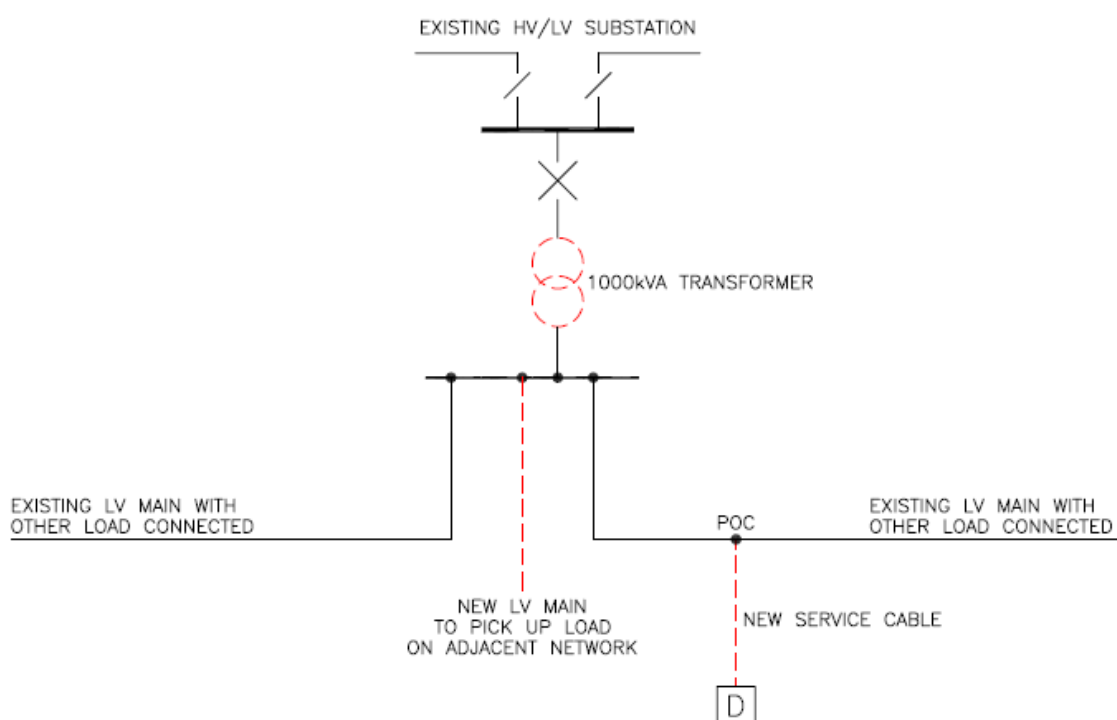 EXISTING HV/LV SUBSTATION
1000kVA TRANSFORMER
EXISTING LV MAIN WITH
OTHER LOAD CONNECTED
POC
EXISTING LV MAIN WITH
OTHER LOAD CONNECTED
NEW LV MAIN
TO PICK UP LOAD
ON ADJACENT NETWORK
NEW SERVICE CABLE
D